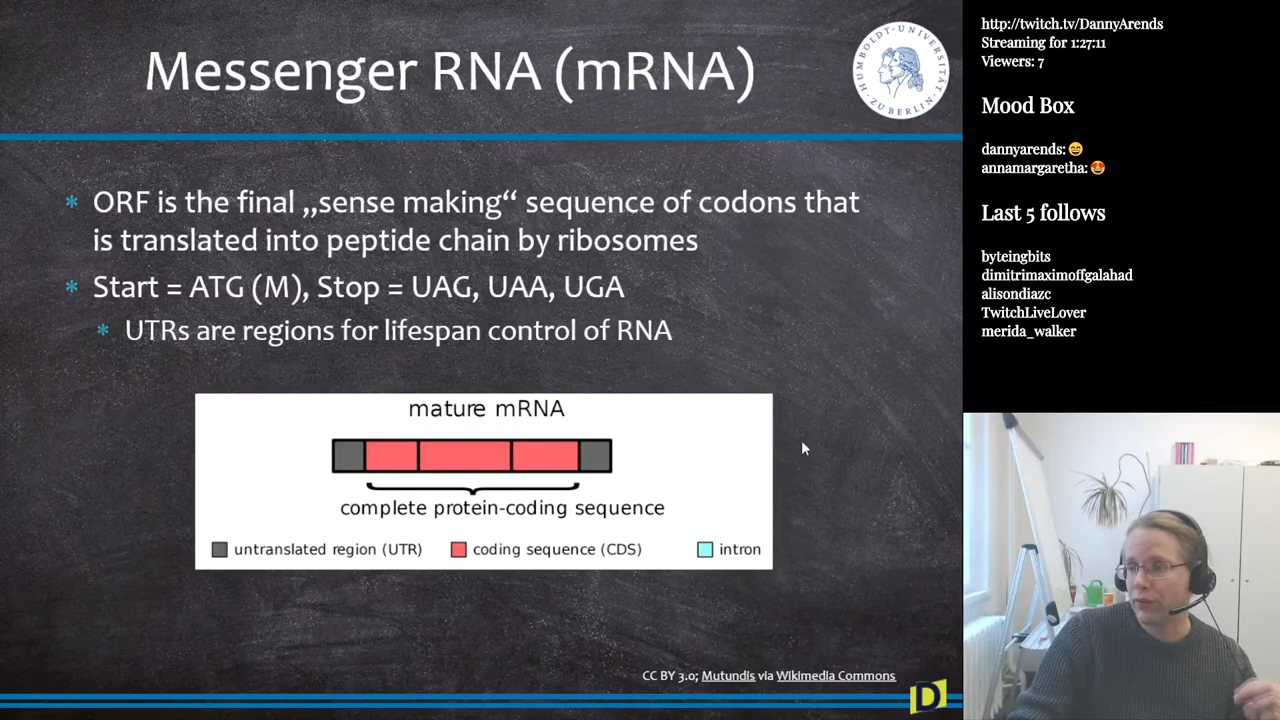 Messenger RNA (mRNA)
HUMBOLDT-UNIVERSITÄT ZU BERLIN
* ORF is the final „sense making“ sequence of codons that
is translated into peptide chain by ribosomes
* Start = ATG (M), Stop = UAG, UAA, UGA
* UTRs are regions for lifespan control of RNA
mature mRNA
complete protein-coding sequence
untranslated region (UTR)
coding sequence (CDS)
intron
CC BY 3.0; Mutundis via Wikimedia Commons
D
http://twitch.tv/DannyArends
Streaming for 1:27:11
Viewers: 7
Mood Box
dannyarends: 😄
annamargaretha: 😍
Last 5 follows
byteingbits
dimitrimaximoffgalahad
alisondiazc
TwitchLiveLover
merida_walker